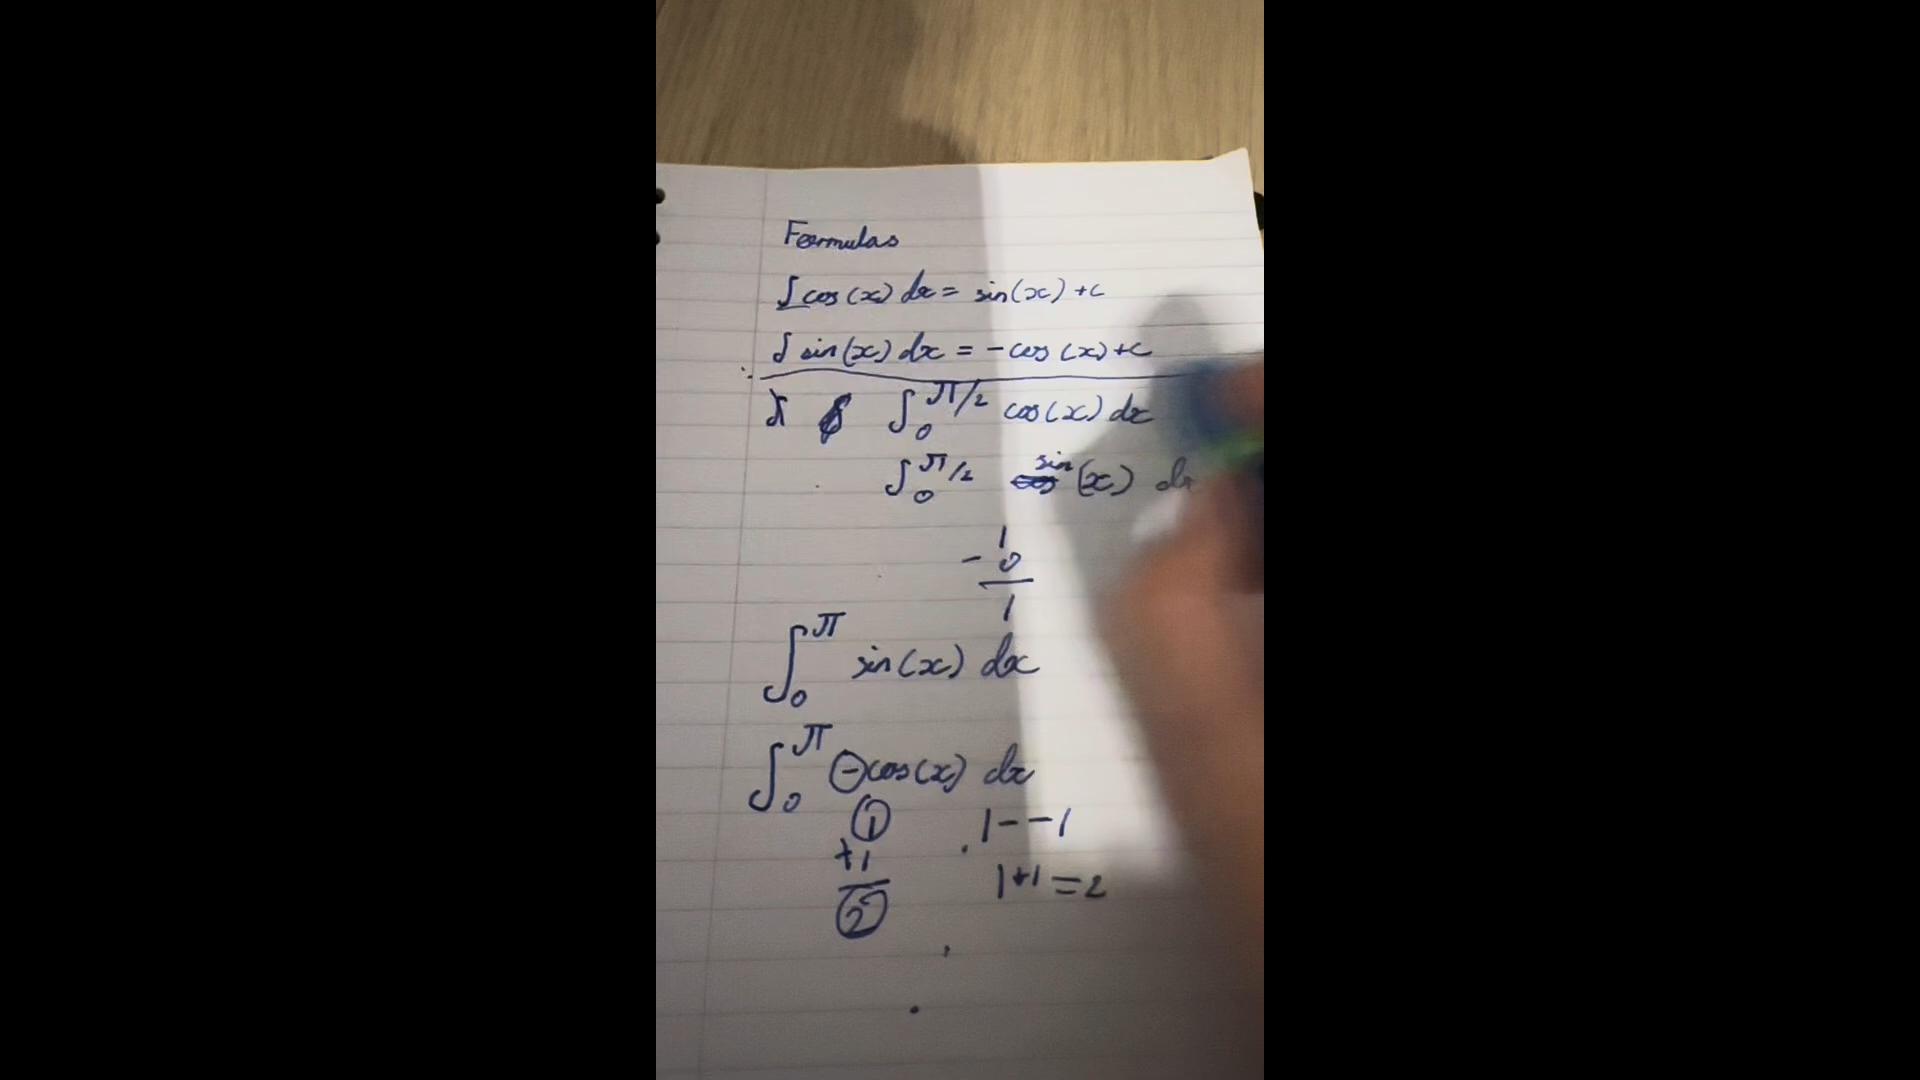 Formulas
∫cos(x) dx = sin(x) + c
∫ sin(x) dx = - cos (x) + c
∫₀^π/2 cos(x) dx
∫₀^π/2 sin (x) dx
1
- 0
1
∫₀^π sin(x) dx
∫₀^π -cos(x) dx
1 1 - - 1
+1
2 1+1=2